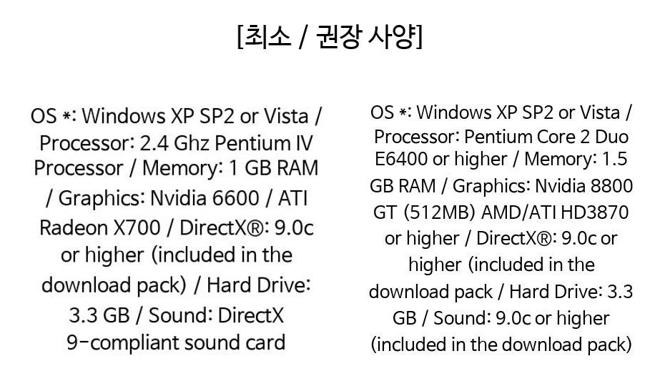 [최소 / 권장 사양]
OS *: Windows XP SP2 or Vista /
Processor: 2.4 Ghz Pentium IV
Processor / Memory: 1 GB RAM
/ Graphics: Nvidia 6600 / ATI
Radeon X700 / DirectX®: 9.0c
or higher (included in the
download pack) / Hard Drive:
3.3 GB / Sound: DirectX
9-compliant sound card
OS *: Windows XP SP2 or Vista /
Processor: Pentium Core 2 Duo
E6400 or higher / Memory: 1.5
GB RAM / Graphics: Nvidia 8800
GT (512MB) AMD/ATI HD3870
or higher / DirectX®: 9.0c or
higher (included in the
download pack / Hard Drive: 3.3
GB / Sound: 9.0c or higher
(included in the download pack)